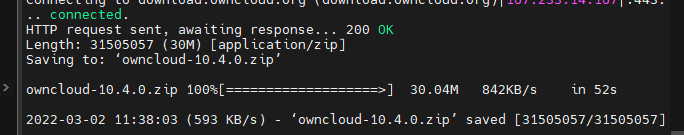 connecting to download.owncloud.org (download.owncloud.org)|167.233.14.167|:443.
.. connected.
HTTP request sent, awaiting response... 200 OK
Length: 31505057 (30M) [application/zip]
Saving to: ‘owncloud-10.4.0.zip’
owncloud-10.4.0.zip 100%[===================>] 30.04M 842KB/s in 52s
2022-03-02 11:38:03 (593 KB/s) - ‘owncloud-10.4.0.zip’ saved [31505057/31505057]